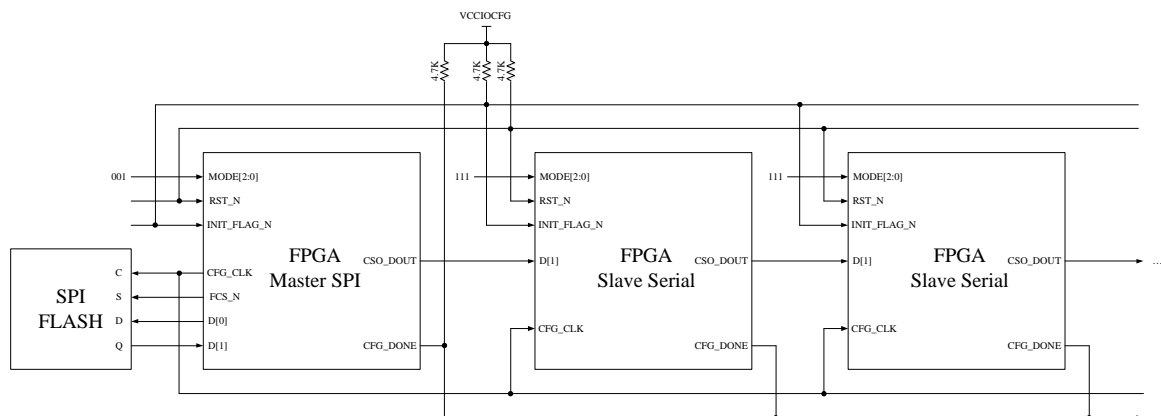 VCCIOCFG
4.7K
4.7K
4.7K
001
MODE[2:0]
RST_N
INIT_FLAG_N
FPGA
Master SPI
CFG_CLK
FCS_N
D[0]
D[1]
CSO_DOUT
CFG_DONE
SPI
FLASH
C
S
D
Q
111
MODE[2:0]
RST_N
INIT_FLAG_N
FPGA
Slave Serial
D[1]
CSO_DOUT
CFG_CLK
CFG_DONE
111
MODE[2:0]
RST_N
INIT_FLAG_N
FPGA
Slave Serial
D[1]
CSO_DOUT
...
CFG_CLK
CFG_DONE